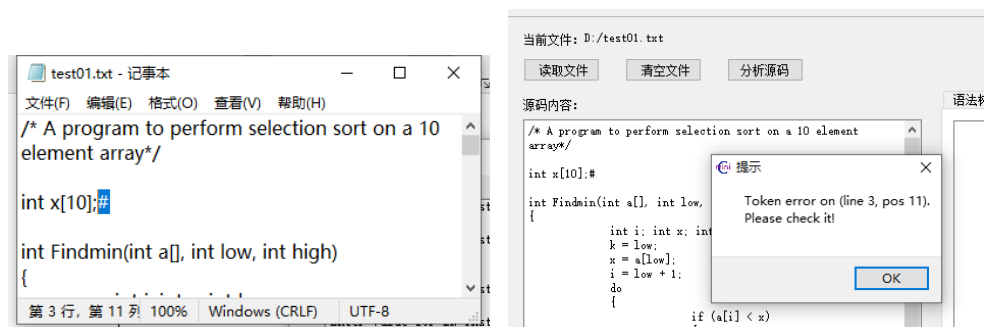 test01.txt - 记事本
文件(F) 编辑(E) 格式(O) 查看(V) 帮助(H)
/* A program to perform selection sort on a 10
element array*/
int x[10];#
int Findmin(int a[], int low, int high)
{
第 3 行，第 11 列 100% Windows (CRLF) UTF-8
当前文件: D:/test01.txt
读取文件 清空文件 分析源码
源码内容:
/* A program to perform selection sort on a 10 element
array*/
int x[10];#
int Findmin(int a[], int low,
{
int i; int x; int
k = low;
x = a[low];
i = low + 1;
do
{
if (a[i] < x)
提示
Token error on (line 3, pos 11).
Please check it!
OK
语法